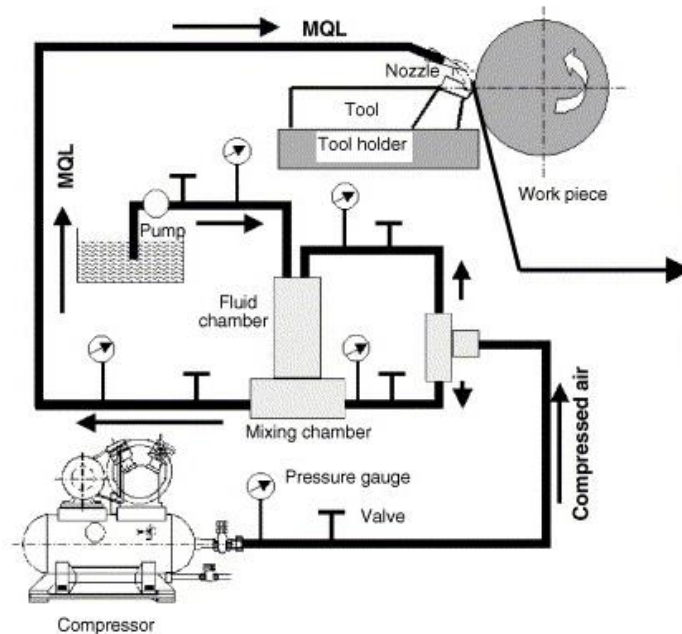 MQL
Nozzle
Tool
Tool holder
Work piece
MQL
Pump
Fluid
chamber
Mixing chamber
Compressed air
Pressure gauge
Valve
Compressor